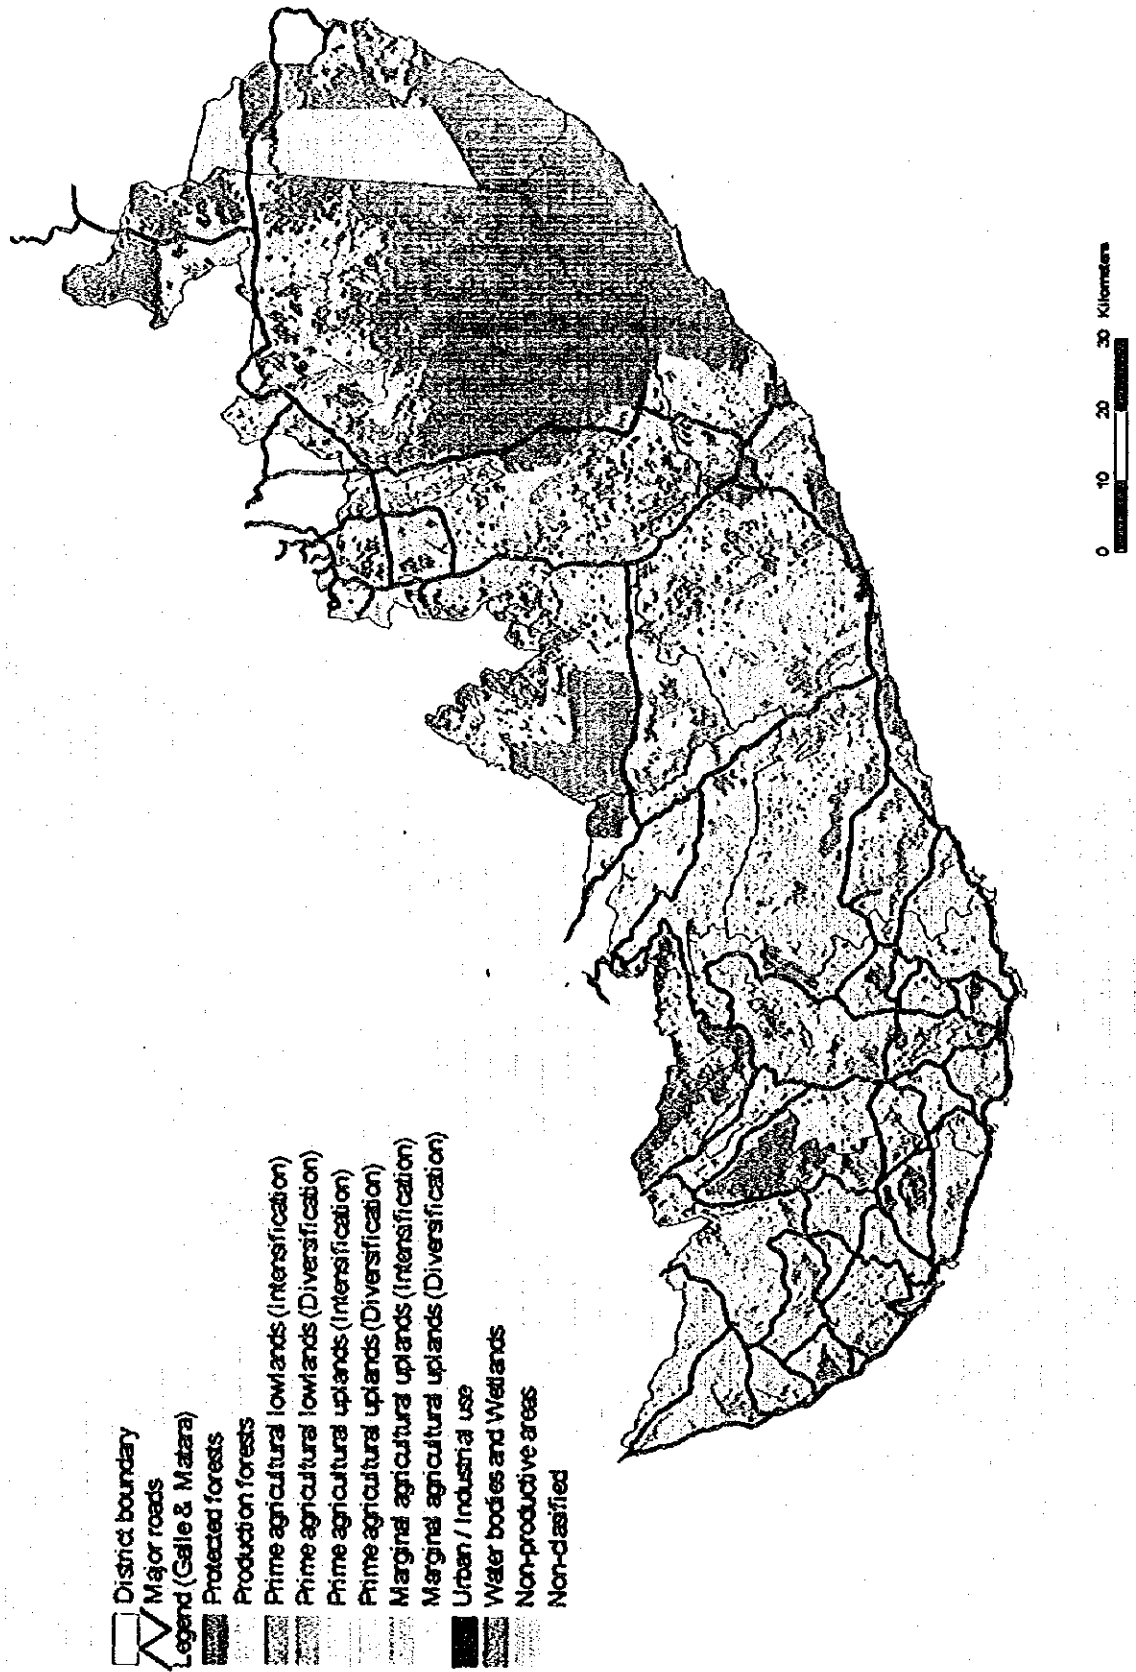 District boundary
Major roads
Legend (Galle & Matara)
Protected forests
Production forests
Prime agricultural lowlands (Intensification)
Prime agricultural lowlands (Diversification)
Prime agricultural uplands (Intensification)
Prime agricultural uplands (Diversification)
Marginal agricultural uplands (Intensification)
Marginal agricultural uplands (Diversification)
Urban / Industrial use
Water bodies and Wetlands
Non-productive areas
Non-clasified
0 10 20 30 Kilometers